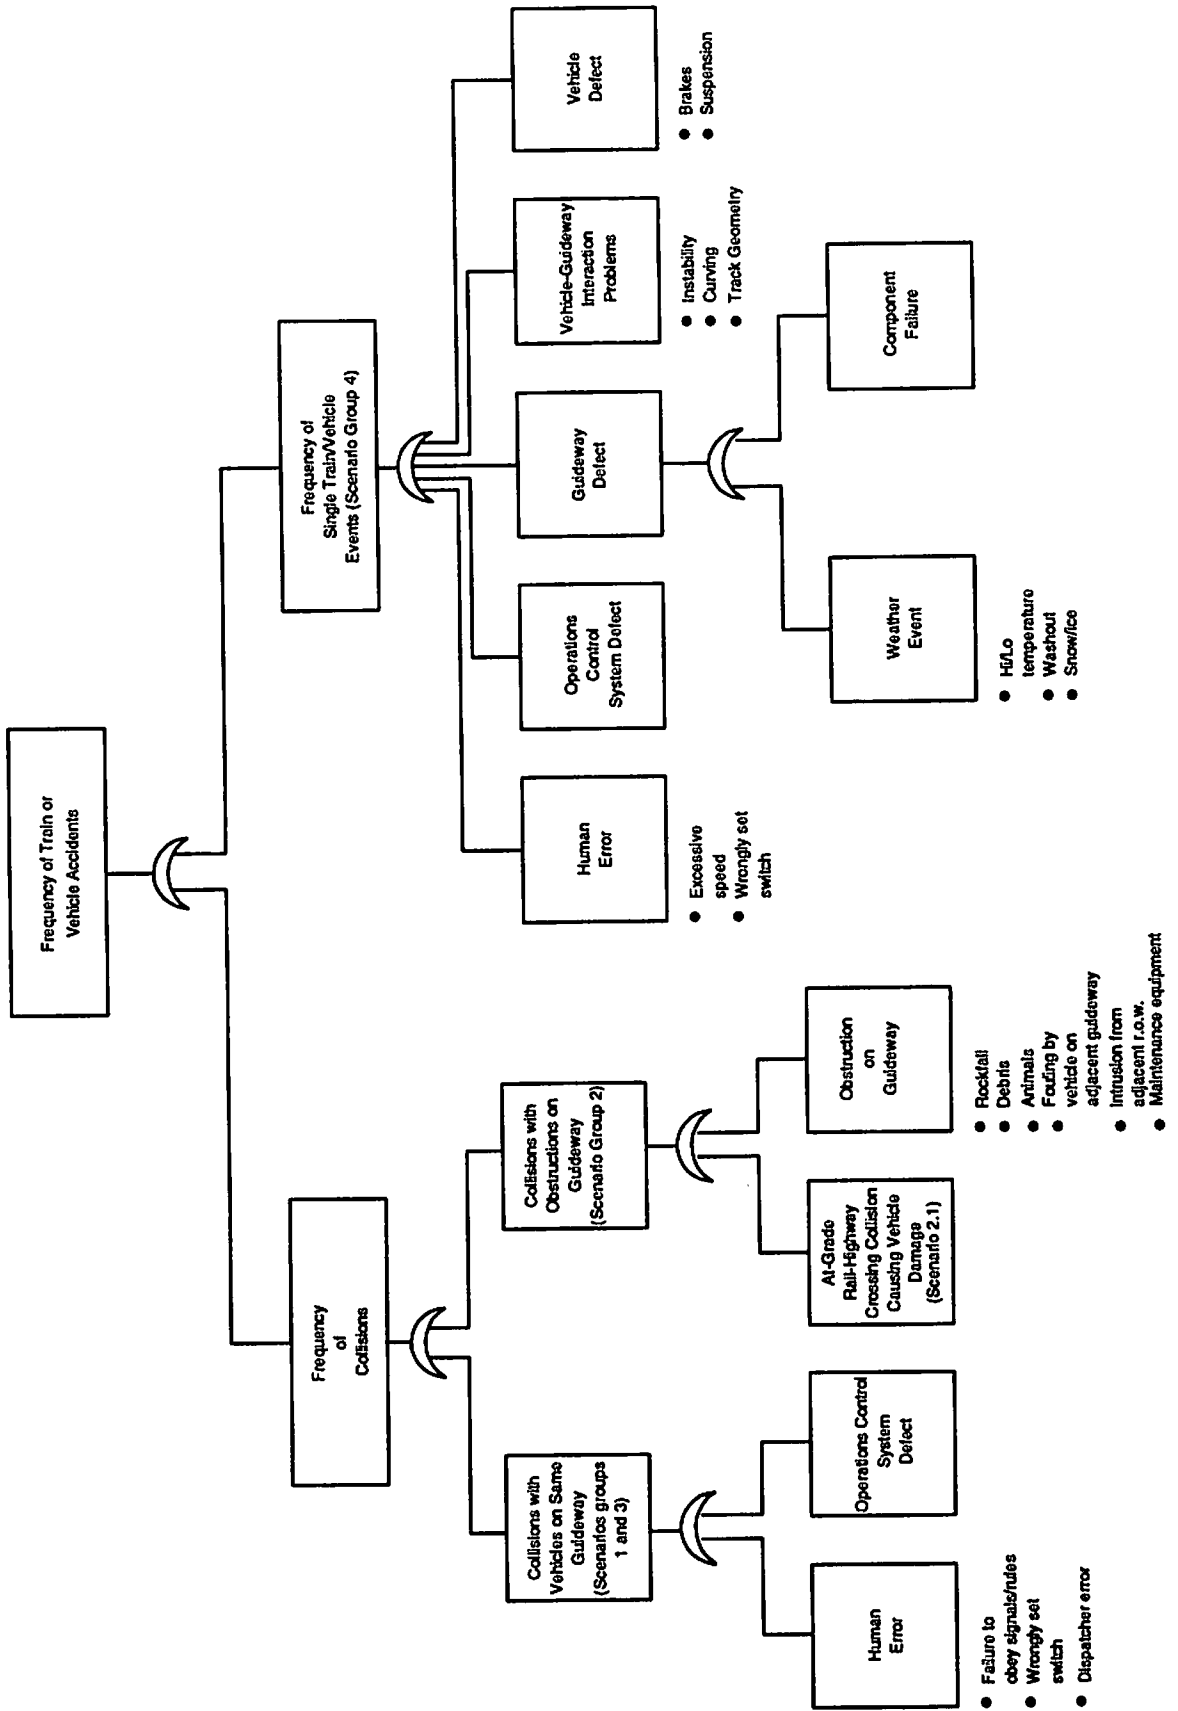 Frequency of Train or
Vehicle Accidents
Frequency
of
Collisions
Frequency of
Single Train/Vehicle
Events (Scenario Group 4)
Collisions with
Vehicles on Same
Guideway
(Scenarios groups
1 and 3)
Collisions with
Obstructions on
Guideway
(Scenario Group 2)
Human
Error
Operations
Control
System Defect
Guideway
Defect
Vehicle-Guideway
Interaction
Problems
Vehicle
Defect
● Excessive
speed
● Wrongly set
switch
● Instability
● Curving
● Track Geometry
● Brakes
● Suspension
Human
Error
Operations Control
System
Defect
At-Grade
Rail-Highway
Crossing Collision
Causing Vehicle
Damage
(Scenario 2.1)
Obstruction
on
Guideway
Weather
Event
Component
Failure
● Failure to
obey signals/rules
● Wrongly set
switch
● Dispatcher error
● Rockfall
● Debris
● Animals
● Fouling by
vehicle on
adjacent guideway
● Intrusion from
adjacent r.o.w.
● Maintenance equipment
● Hi/Lo
temperature
● Washout
● Snow/ice